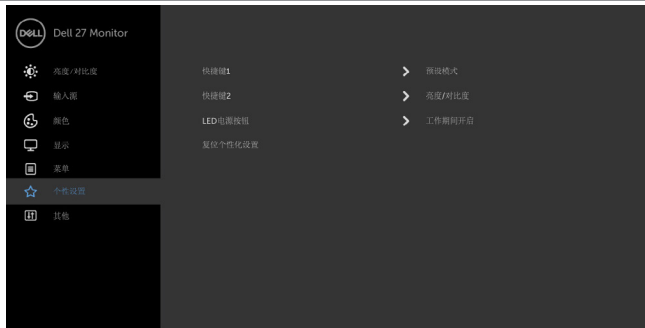 DELL Dell 27 Monitor
亮度/对比度 快捷键1 预设模式
输入源 快捷键2 亮度/对比度
颜色 LED电源按钮 工作期间开启
显示 复位个性化设置
菜单
个性设置
其他